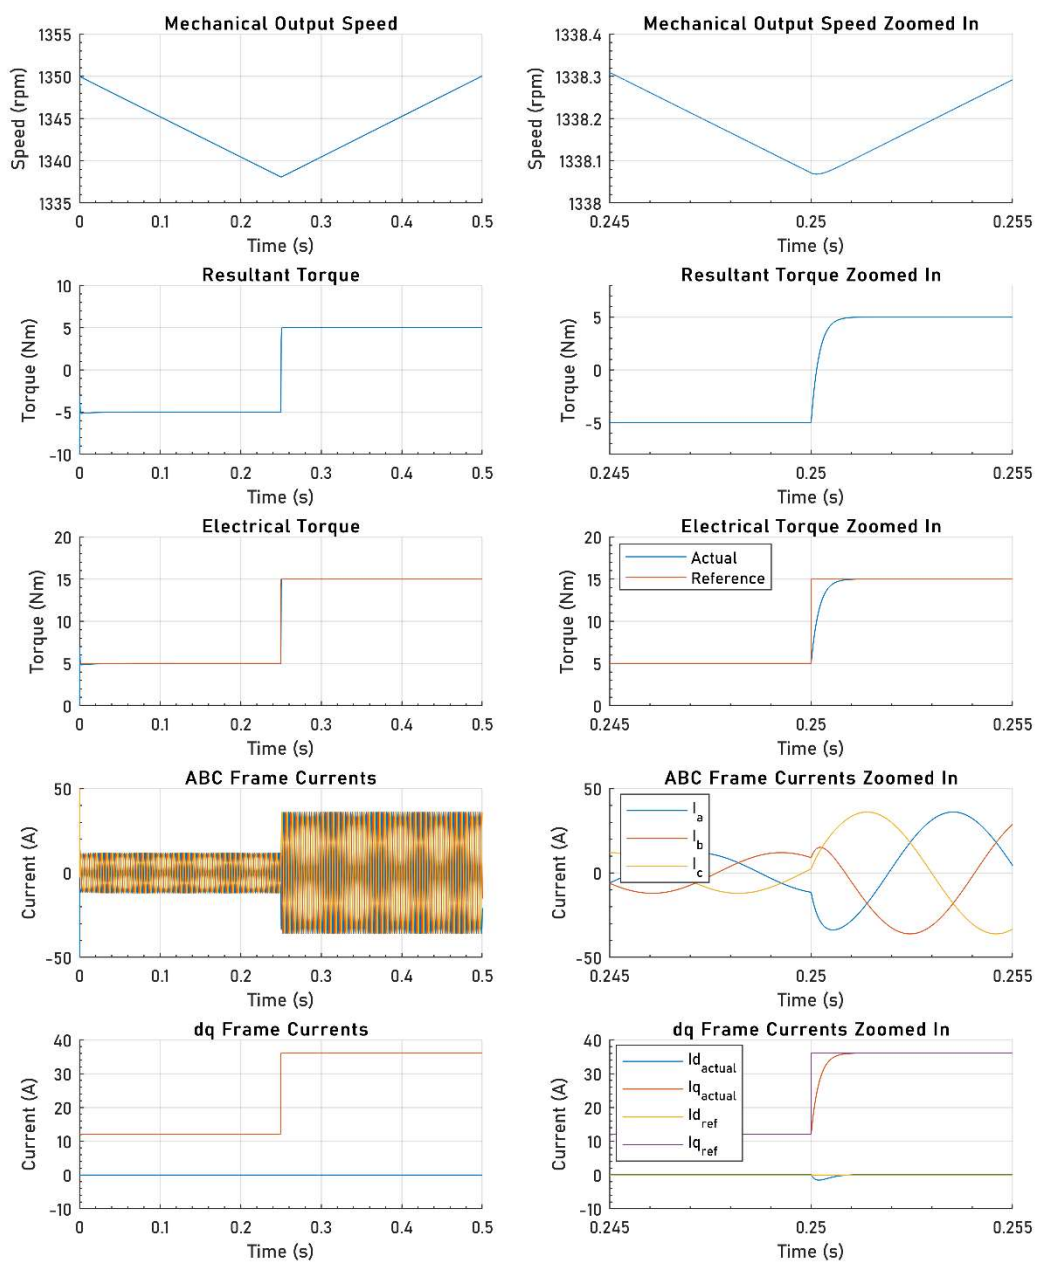 Mechanical Output Speed
1355
1350
1345
1340
1335
Speed (rpm)
0 0.1 0.2 0.3 0.4 0.5
Time (s)
Mechanical Output Speed Zoomed In
1338.4
1338.3
1338.2
1338.1
1338
Speed (rpm)
0.245 0.25 0.255
Time (s)
Resultant Torque
10
5
0
-5
-10
Torque (Nm)
0 0.1 0.2 0.3 0.4 0.5
Time (s)
Resultant Torque Zoomed In
5
0
-5
Torque (Nm)
0.245 0.25 0.255
Time (s)
Electrical Torque
20
15
10
5
0
Torque (Nm)
0 0.1 0.2 0.3 0.4 0.5
Time (s)
Electrical Torque Zoomed In
20
15
10
5
0
Torque (Nm)
Actual
Reference
0.245 0.25 0.255
Time (s)
ABC Frame Currents
50
0
-50
Current (A)
0 0.1 0.2 0.3 0.4 0.5
Time (s)
ABC Frame Currents Zoomed In
50
0
-50
Current (A)
I_a
I_b
I_c
0.245 0.25 0.255
Time (s)
dq Frame Currents
40
30
20
10
0
-10
Current (A)
0 0.1 0.2 0.3 0.4 0.5
Time (s)
dq Frame Currents Zoomed In
40
30
20
10
0
-10
Current (A)
Id_actual
Iq_actual
Id_ref
Iq_ref
0.245 0.25 0.255
Time (s)